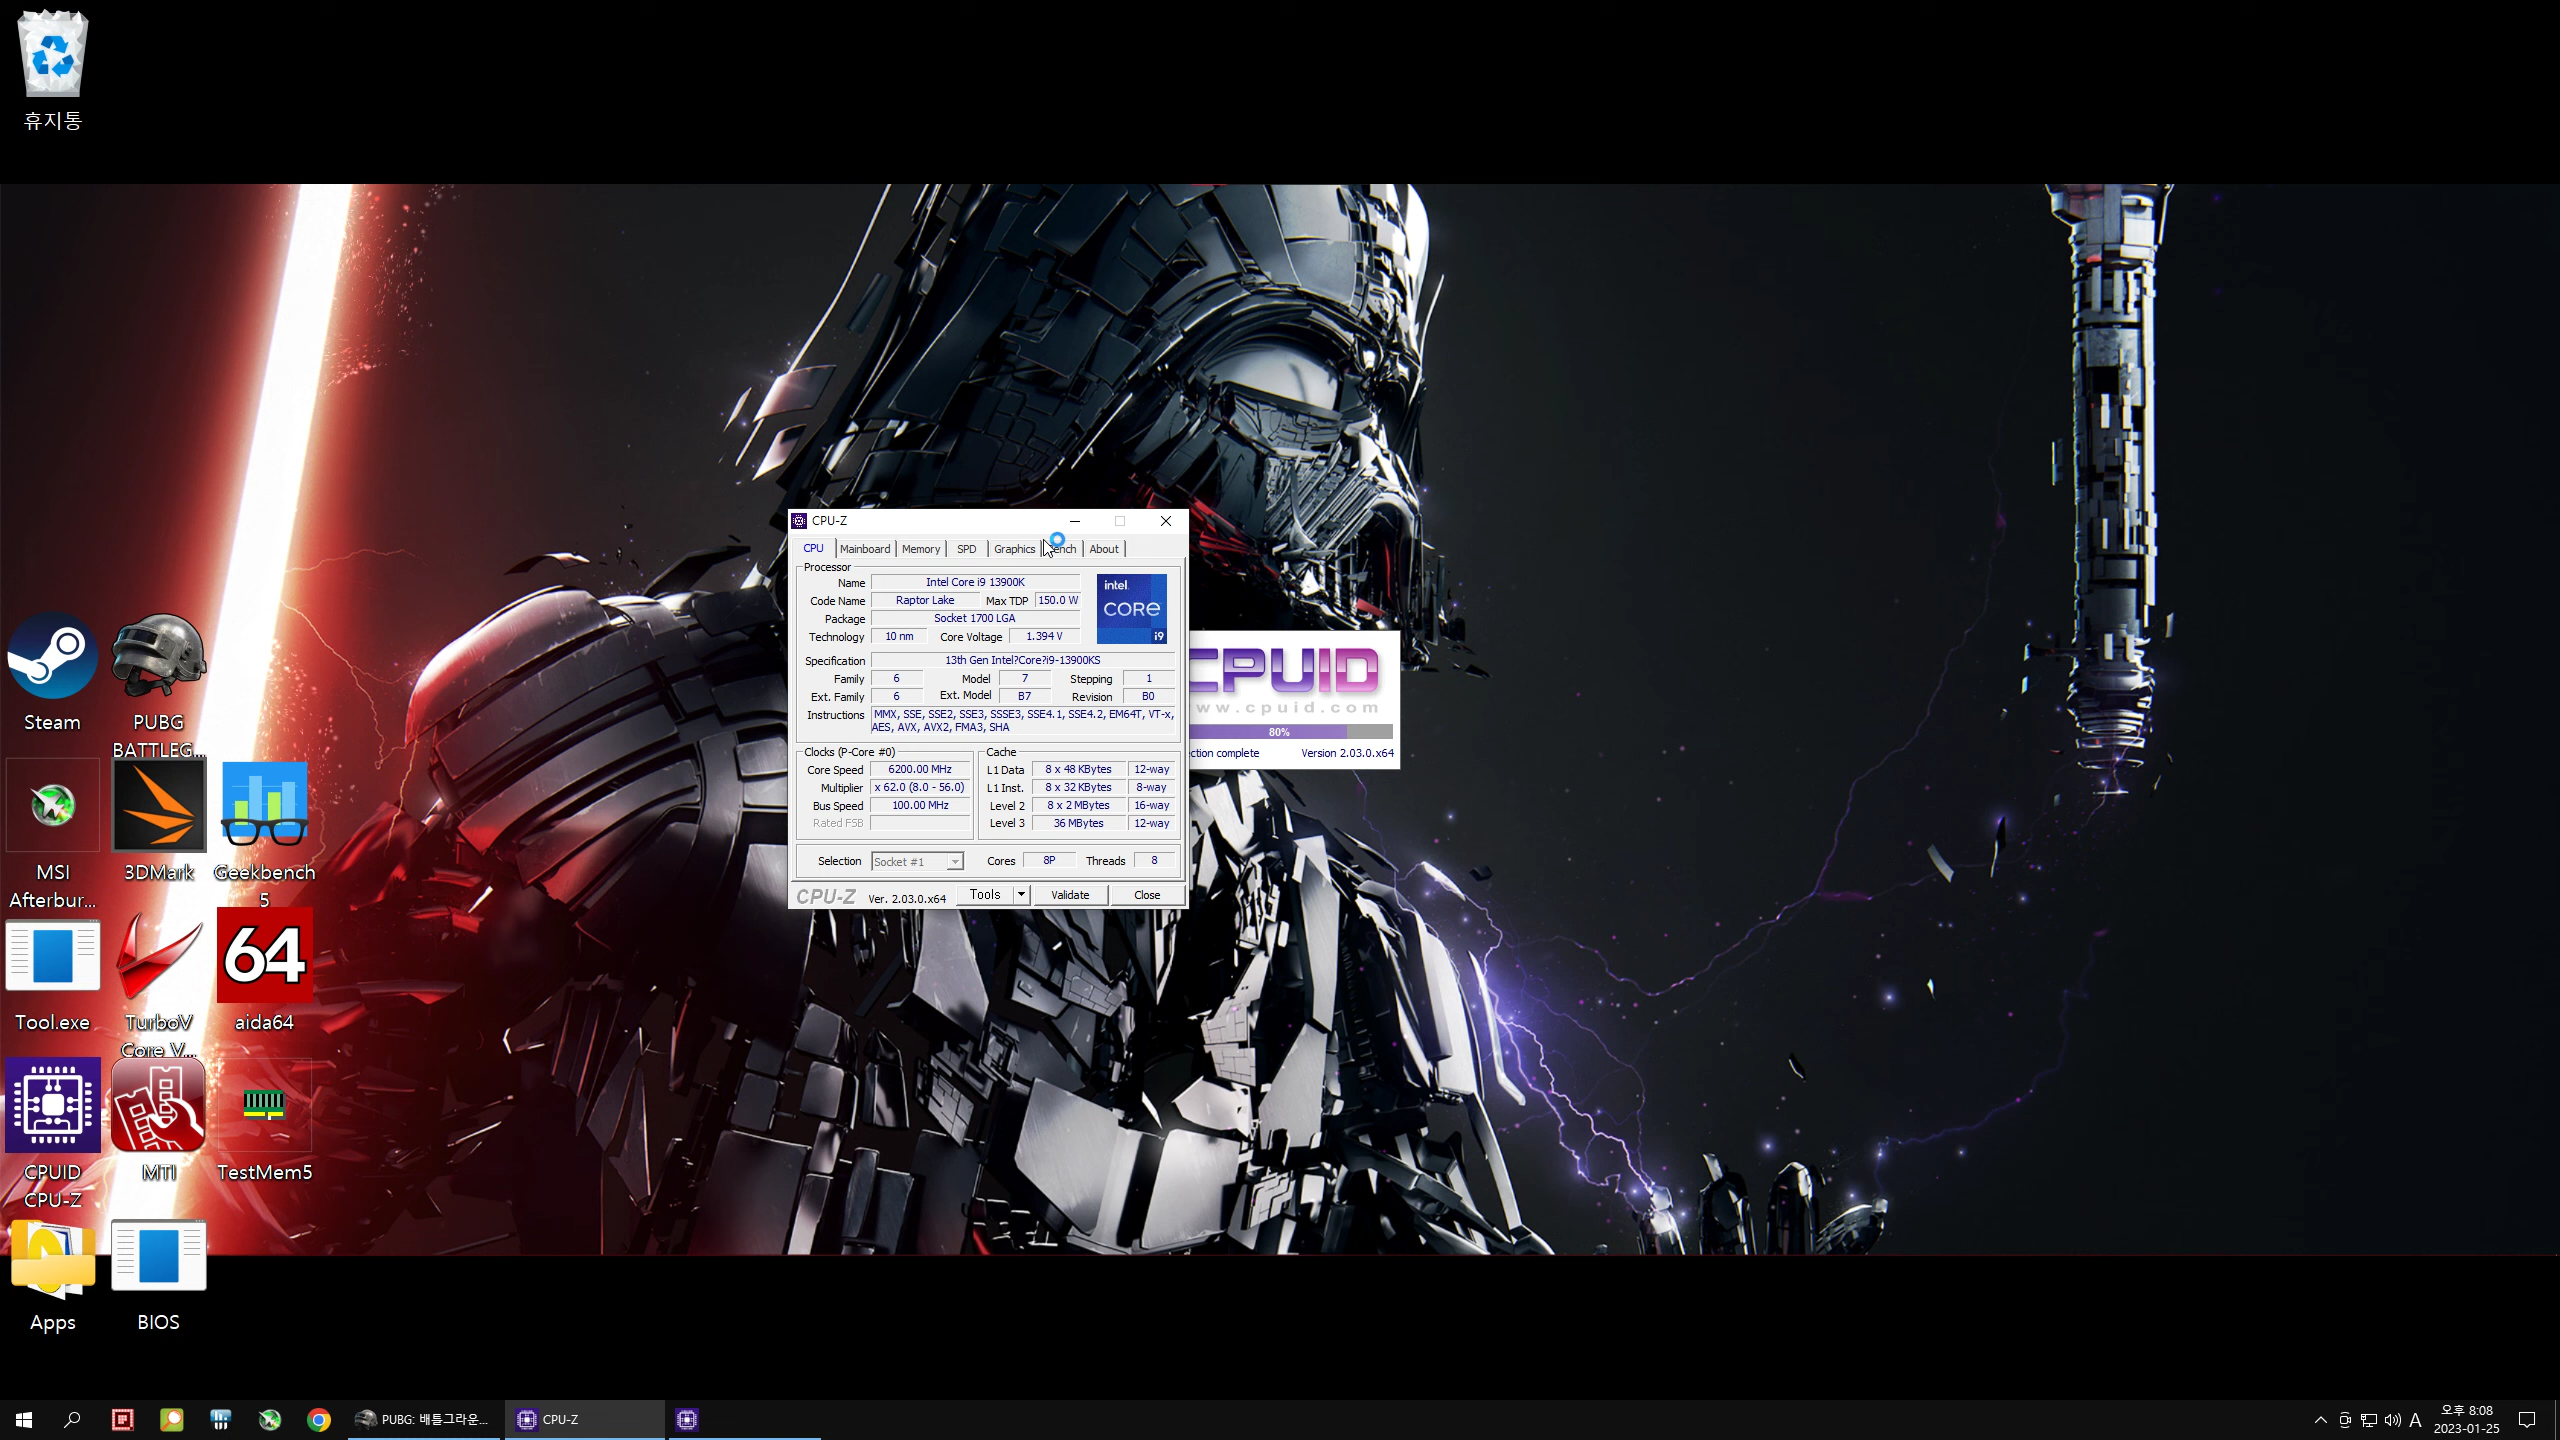 휴지통
Steam
PUBG
BATTLEG...
MSI
Afterbur...
3DMark
Geekbench
5
Tool.exe
TurboV
Core V...
64
aida64
CPUID
CPU-Z
MTI
TestMem5
Apps
BIOS
CPU-Z
CPU Mainboard Memory SPD Graphics About
Processor
Name Intel Core i9 13900K
Code Name Raptor Lake Max TDP 150.0 W
Package Socket 1700 LGA
Technology 10 nm Core Voltage 1.394 V
intel.
CORE
i9
Specification 13th Gen Intel?Core?i9-13900KS
Family 6 Model 7 Stepping 1
Ext. Family 6 Ext. Model B7 Revision B0
Instructions MMX, SSE, SSE2, SSE3, SSSE3, SSE4.1, SSE4.2, EM64T, VT-x,
AES, AVX, AVX2, FMA3, SHA
Clocks (P-Core #0)
Core Speed 6200.00 MHz
Multiplier x 62.0 (8.0 - 56.0)
Bus Speed 100.00 MHz
Rated FSB
Cache
L1 Data 8 x 48 KBytes 12-way
L1 Inst. 8 x 32 KBytes 8-way
Level 2 8 x 2 MBytes 16-way
Level 3 36 MBytes 12-way
Selection Socket #1 Cores 8P Threads 8
CPU-Z Ver. 2.03.0.x64 Tools Validate Close
CPUID
www.cpuid.com
80%
complete Version 2.03.0.x64
PUBG: 배틀그라운...
CPU-Z
A
오후 8:08
2023-01-25